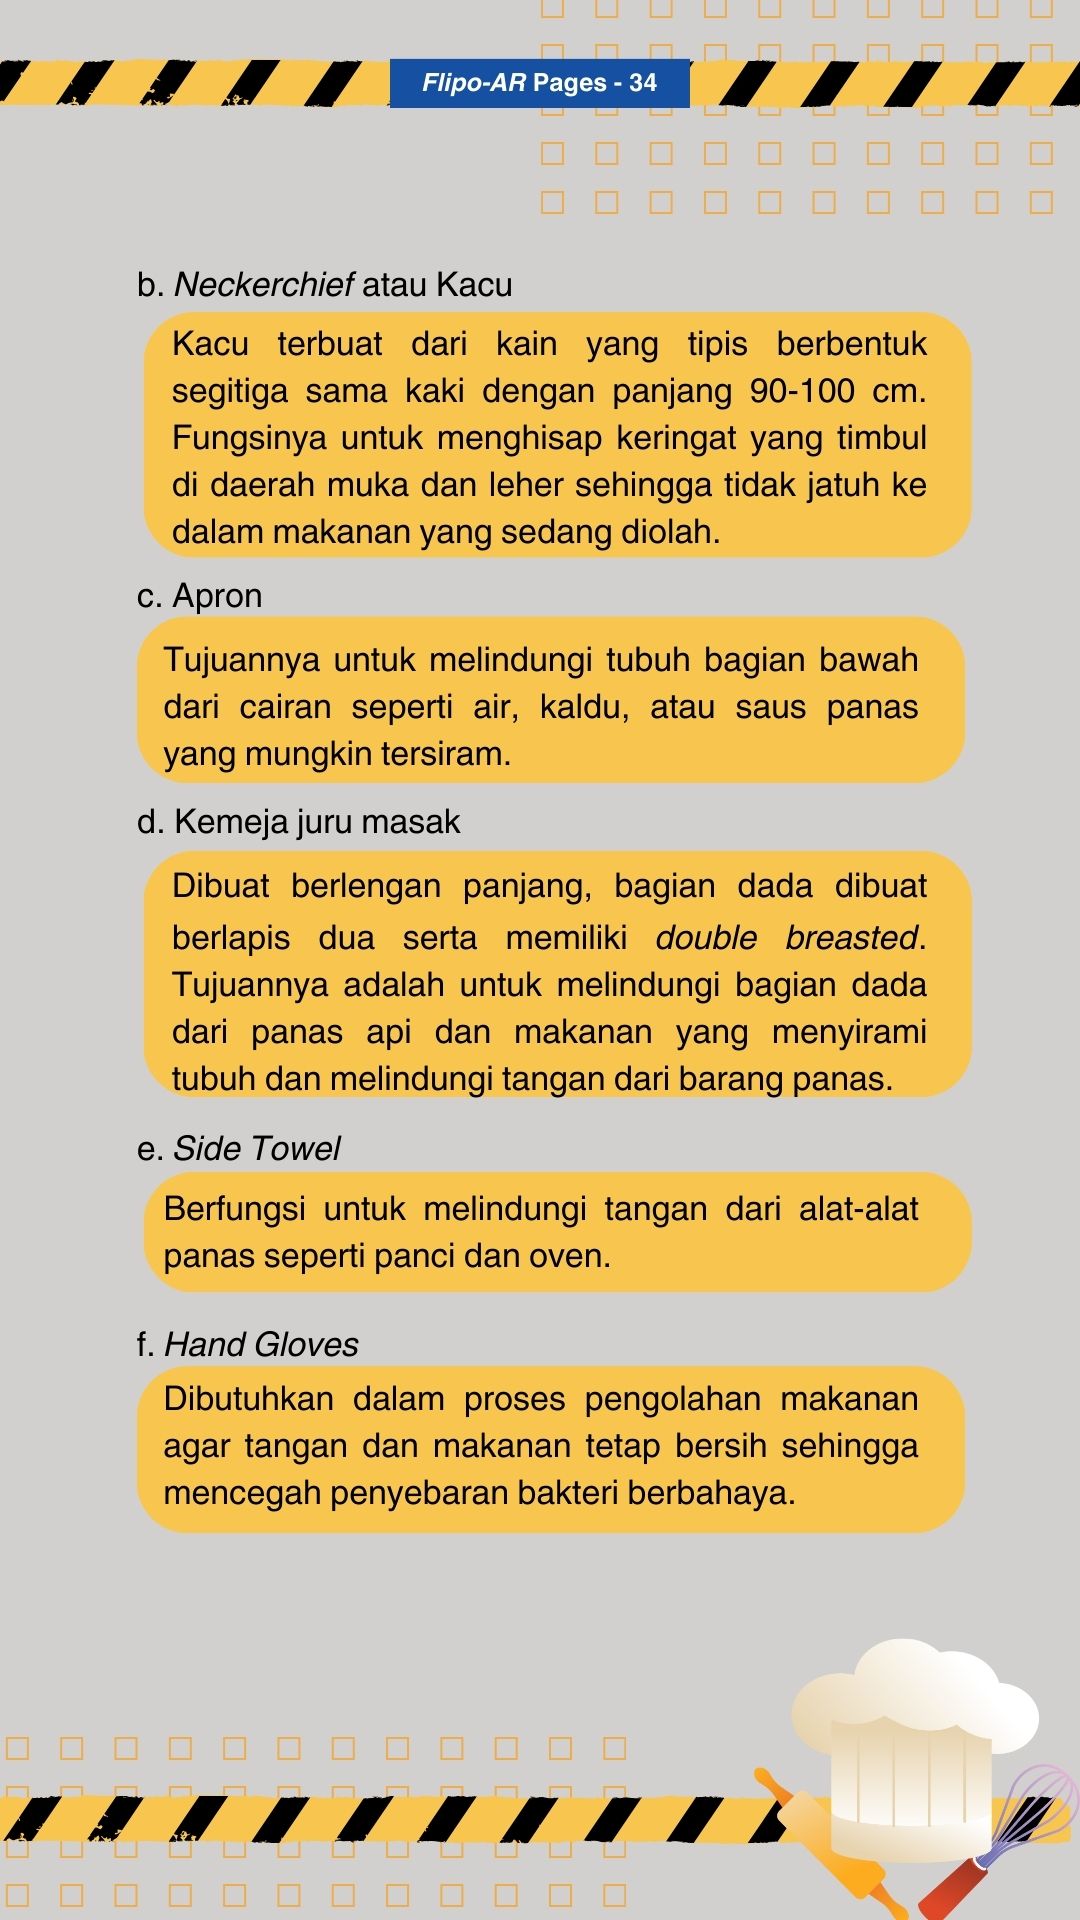 Flipo-AR Pages - 34
b. Neckerchief atau Kacu
Kacu terbuat dari kain yang tipis berbentuk
segitiga sama kaki dengan panjang 90-100 cm.
Fungsinya untuk menghisap keringat yang timbul
di daerah muka dan leher sehingga tidak jatuh ke
dalam makanan yang sedang diolah.
c. Apron
Tujuannya untuk melindungi tubuh bagian bawah
dari cairan seperti air, kaldu, atau saus panas
yang mungkin tersiram.
d. Kemeja juru masak
Dibuat berlengan panjang, bagian dada dibuat
berlapis dua serta memiliki double breasted.
Tujuannya adalah untuk melindungi bagian dada
dari panas api dan makanan yang menyirami
tubuh dan melindungi tangan dari barang panas.
e. Side Towel
Berfungsi untuk melindungi tangan dari alat-alat
panas seperti panci dan oven.
f. Hand Gloves
Dibutuhkan dalam proses pengolahan makanan
agar tangan dan makanan tetap bersih sehingga
mencegah penyebaran bakteri berbahaya.